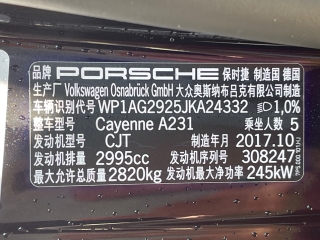 品牌 PORSCHE 保时捷 制造国 德国
生产厂 Volkswagen Osnabrück GmbH 大众奥斯纳布吕克有限公司制造
车辆识别代号 WP1AG2925JKA24332 1,0%
整车型号 Cayenne A231 乘坐人数 5
发动机型号 CJT 制造年月 2017.10
发动机排量 2995cc 发动机号 308247
最大允许总质量 2820kg 发动机最大净功率 245kW